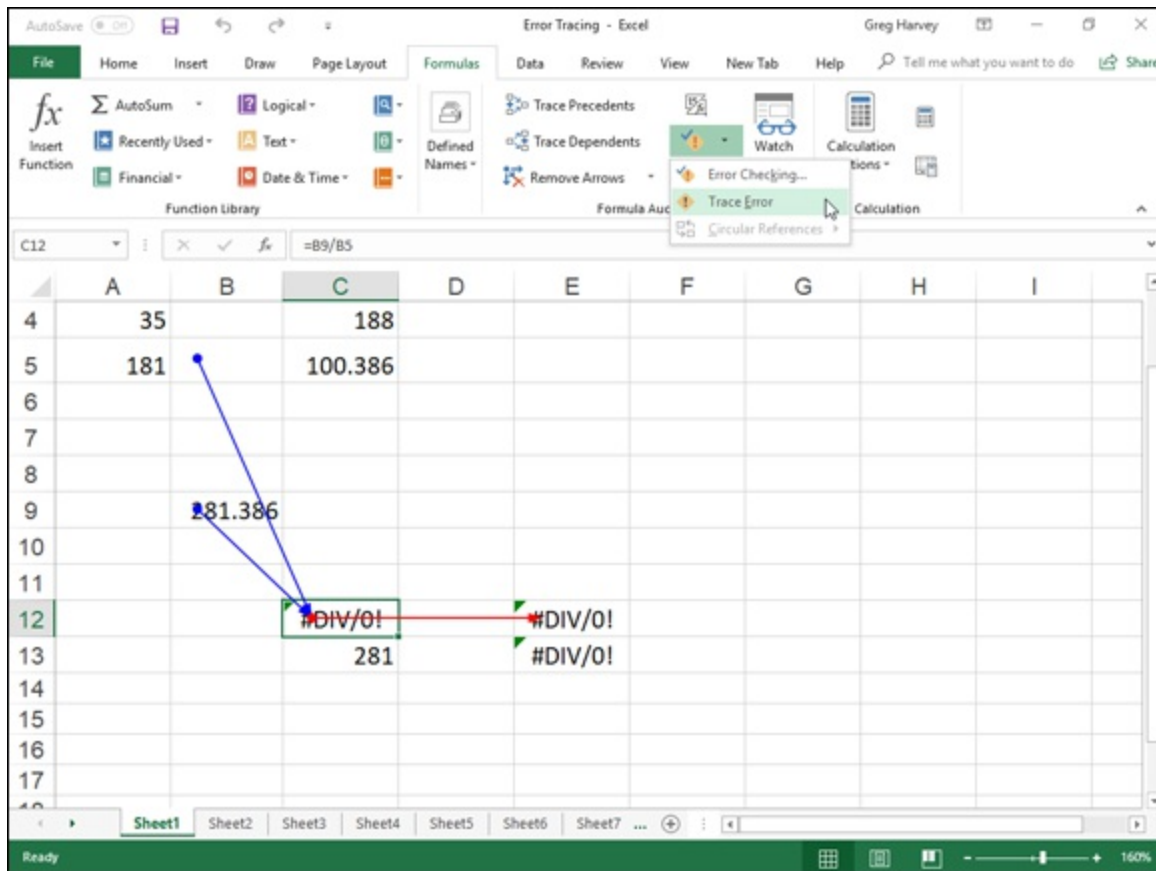 AutoSave Off Error Tracing - Excel Greg Harvey
File Home Insert Draw Page Layout Formulas Data Review View New Tab Help Tell me what you want to do Share
fx Σ AutoSum Logical Trace Precedents
Insert Function Recently Used Text Defined Names Trace Dependents Watch Calculation
Financial Date & Time Remove Arrows Error Checking... tions
Trace Error
Function Library Formula Auc Calculation
Circular References
C12 fx =B9/B5
A B C D E F G H I
4 35 188
5 181 100.386
6
7
8
9 281.386
10
11
12 #DIV/0! #DIV/0!
13 281 #DIV/0!
14
15
16
17
Sheet1 Sheet2 Sheet3 Sheet4 Sheet5 Sheet6 Sheet7 ...
Ready 160%